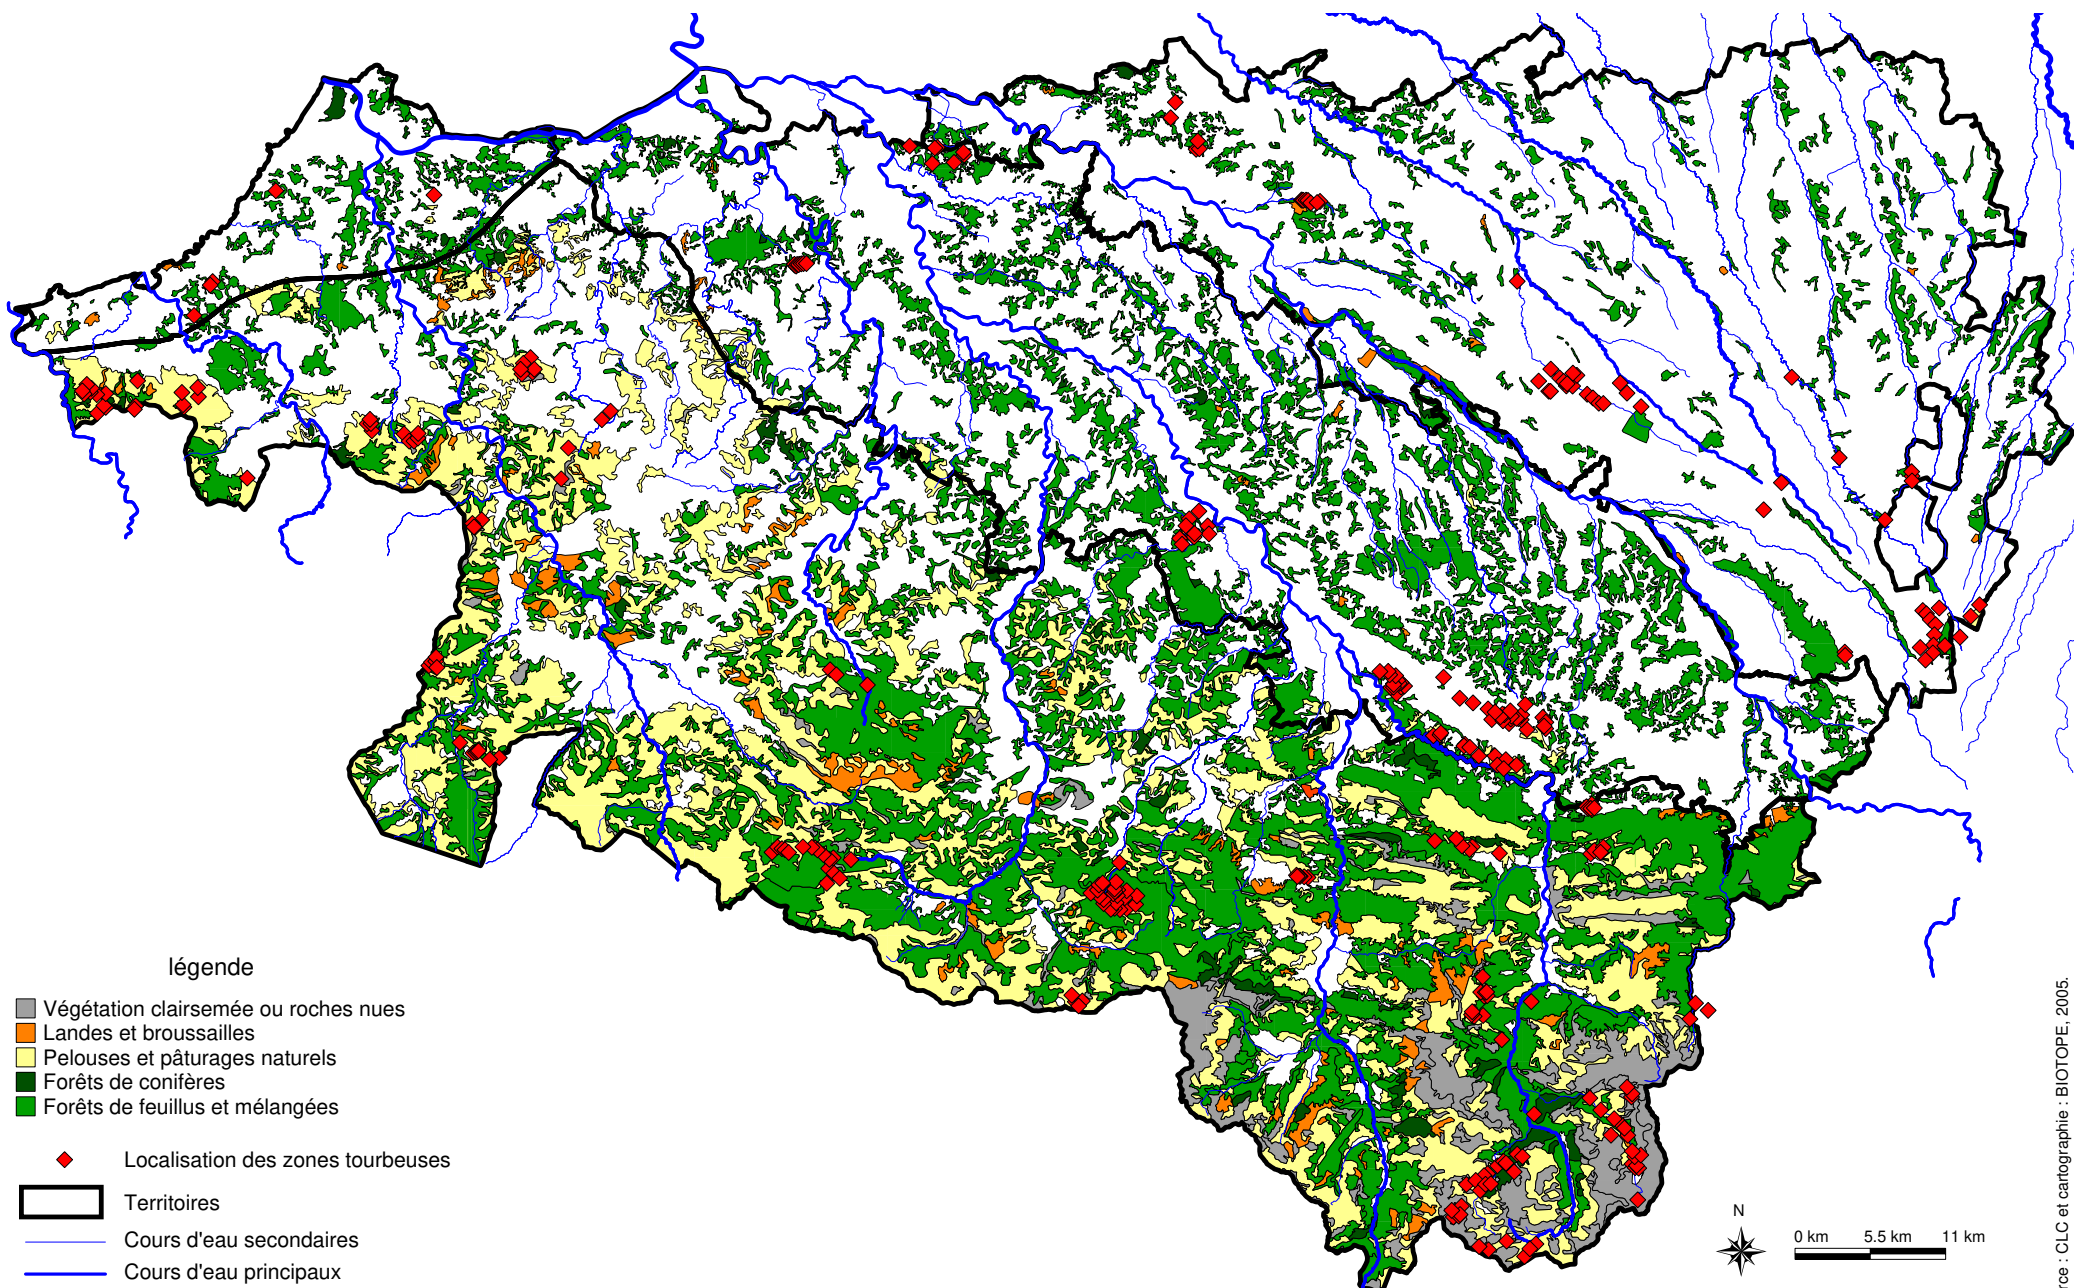 légende
Végétation clairsemée ou roches nues
Landes et broussailles
Pelouses et pâturages naturels
Forêts de conifères
Forêts de feuillus et mélangées
Localisation des zones tourbeuses
Territoires
Cours d'eau secondaires
Cours d'eau principaux
N
0 km 5.5 km 11 km
rce : CLC et cartographie : BIOTOPE, 2005.